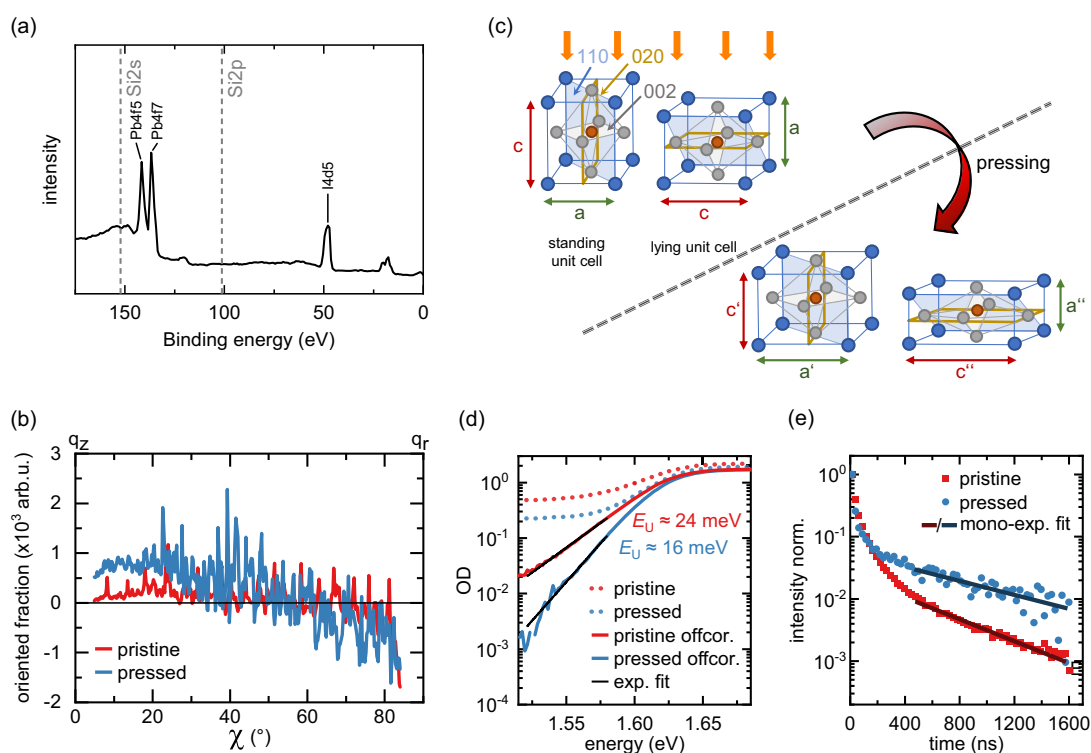 (a)
intensity
Si2s
Si2p
Pb4f5
Pb4f7
I4d5
150
100
50
0
Binding energy (eV)
(c)
110
020
002
c
a
a
c
standing
unit cell
lying unit cell
pressing
c‘
a‘
a“
c“
(b)
qz
qr
oriented fraction (x10³ arb.u.)
3
2
1
0
-1
-2
pristine
pressed
0
20
40
60
80
χ (°)
(d)
OD
10⁰
10⁻¹
10⁻²
10⁻³
10⁻⁴
EU ≈ 24 meV
EU ≈ 16 meV
pristine
pressed
pristine offcor.
pressed offcor.
exp. fit
1.55
1.60
1.65
energy (eV)
(e)
intensity norm.
10⁰
10⁻¹
10⁻²
10⁻³
pristine
pressed
/ mono-exp. fit
0
400
800
1200
1600
time (ns)